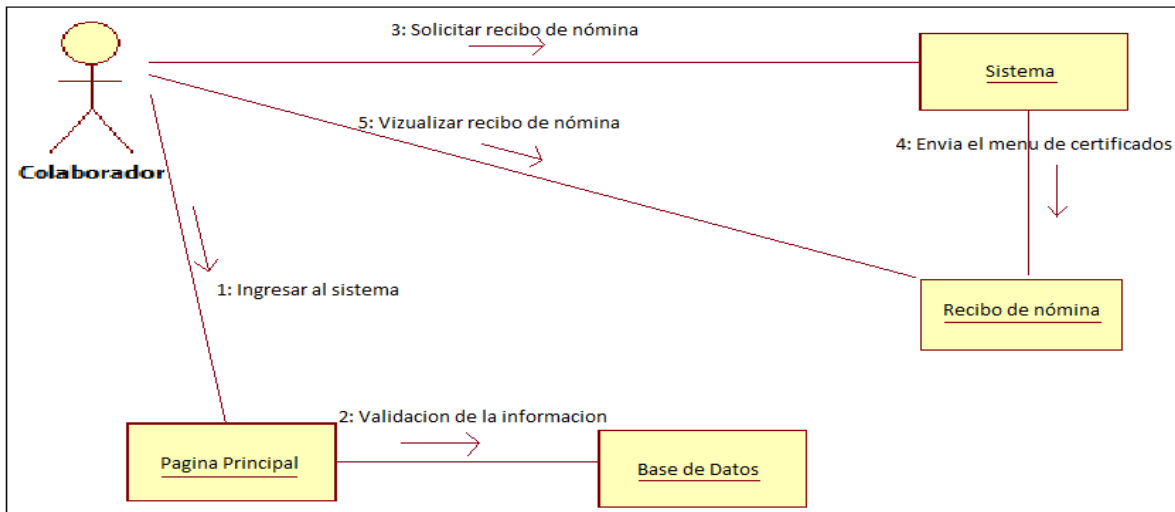 3: Solicitar recibo de nómina
Sistema
5: Vizualizar recibo de nómina
4: Envia el menu de certificados
Colaborador
1: Ingresar al sistema
Recibo de nómina
2: Validacion de la informacion
Pagina Principal
Base de Datos